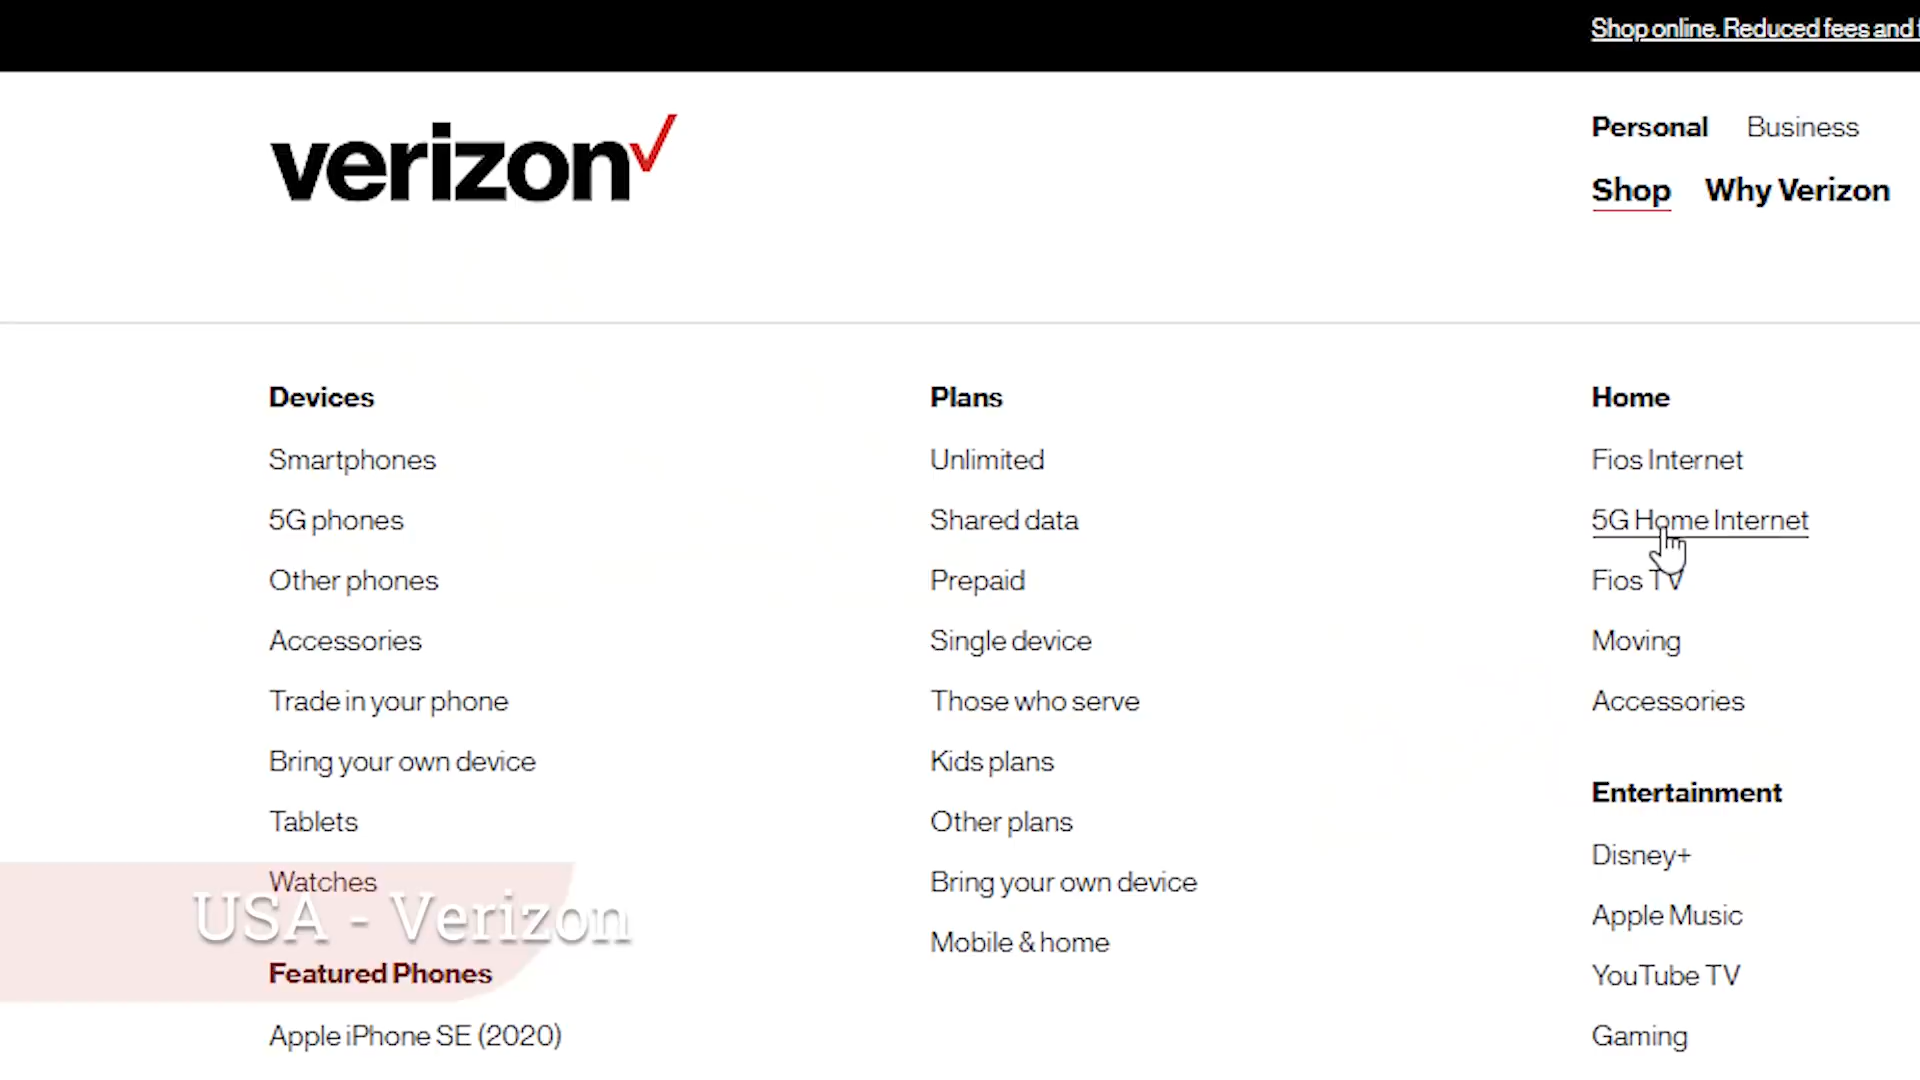 Shop online. Reduced fees and
verizon
Personal Business
Shop Why Verizon
Devices
Smartphones
5G phones
Other phones
Accessories
Trade in your phone
Bring your own device
Tablets
Watches
Featured Phones
Apple iPhone SE (2020)
Plans
Unlimited
Shared data
Prepaid
Single device
Those who serve
Kids plans
Other plans
Bring your own device
Mobile & home
Home
Fios Internet
5G Home Internet
Fios TV
Moving
Accessories
Entertainment
Disney+
Apple Music
YouTube TV
Gaming
USA - Verizon